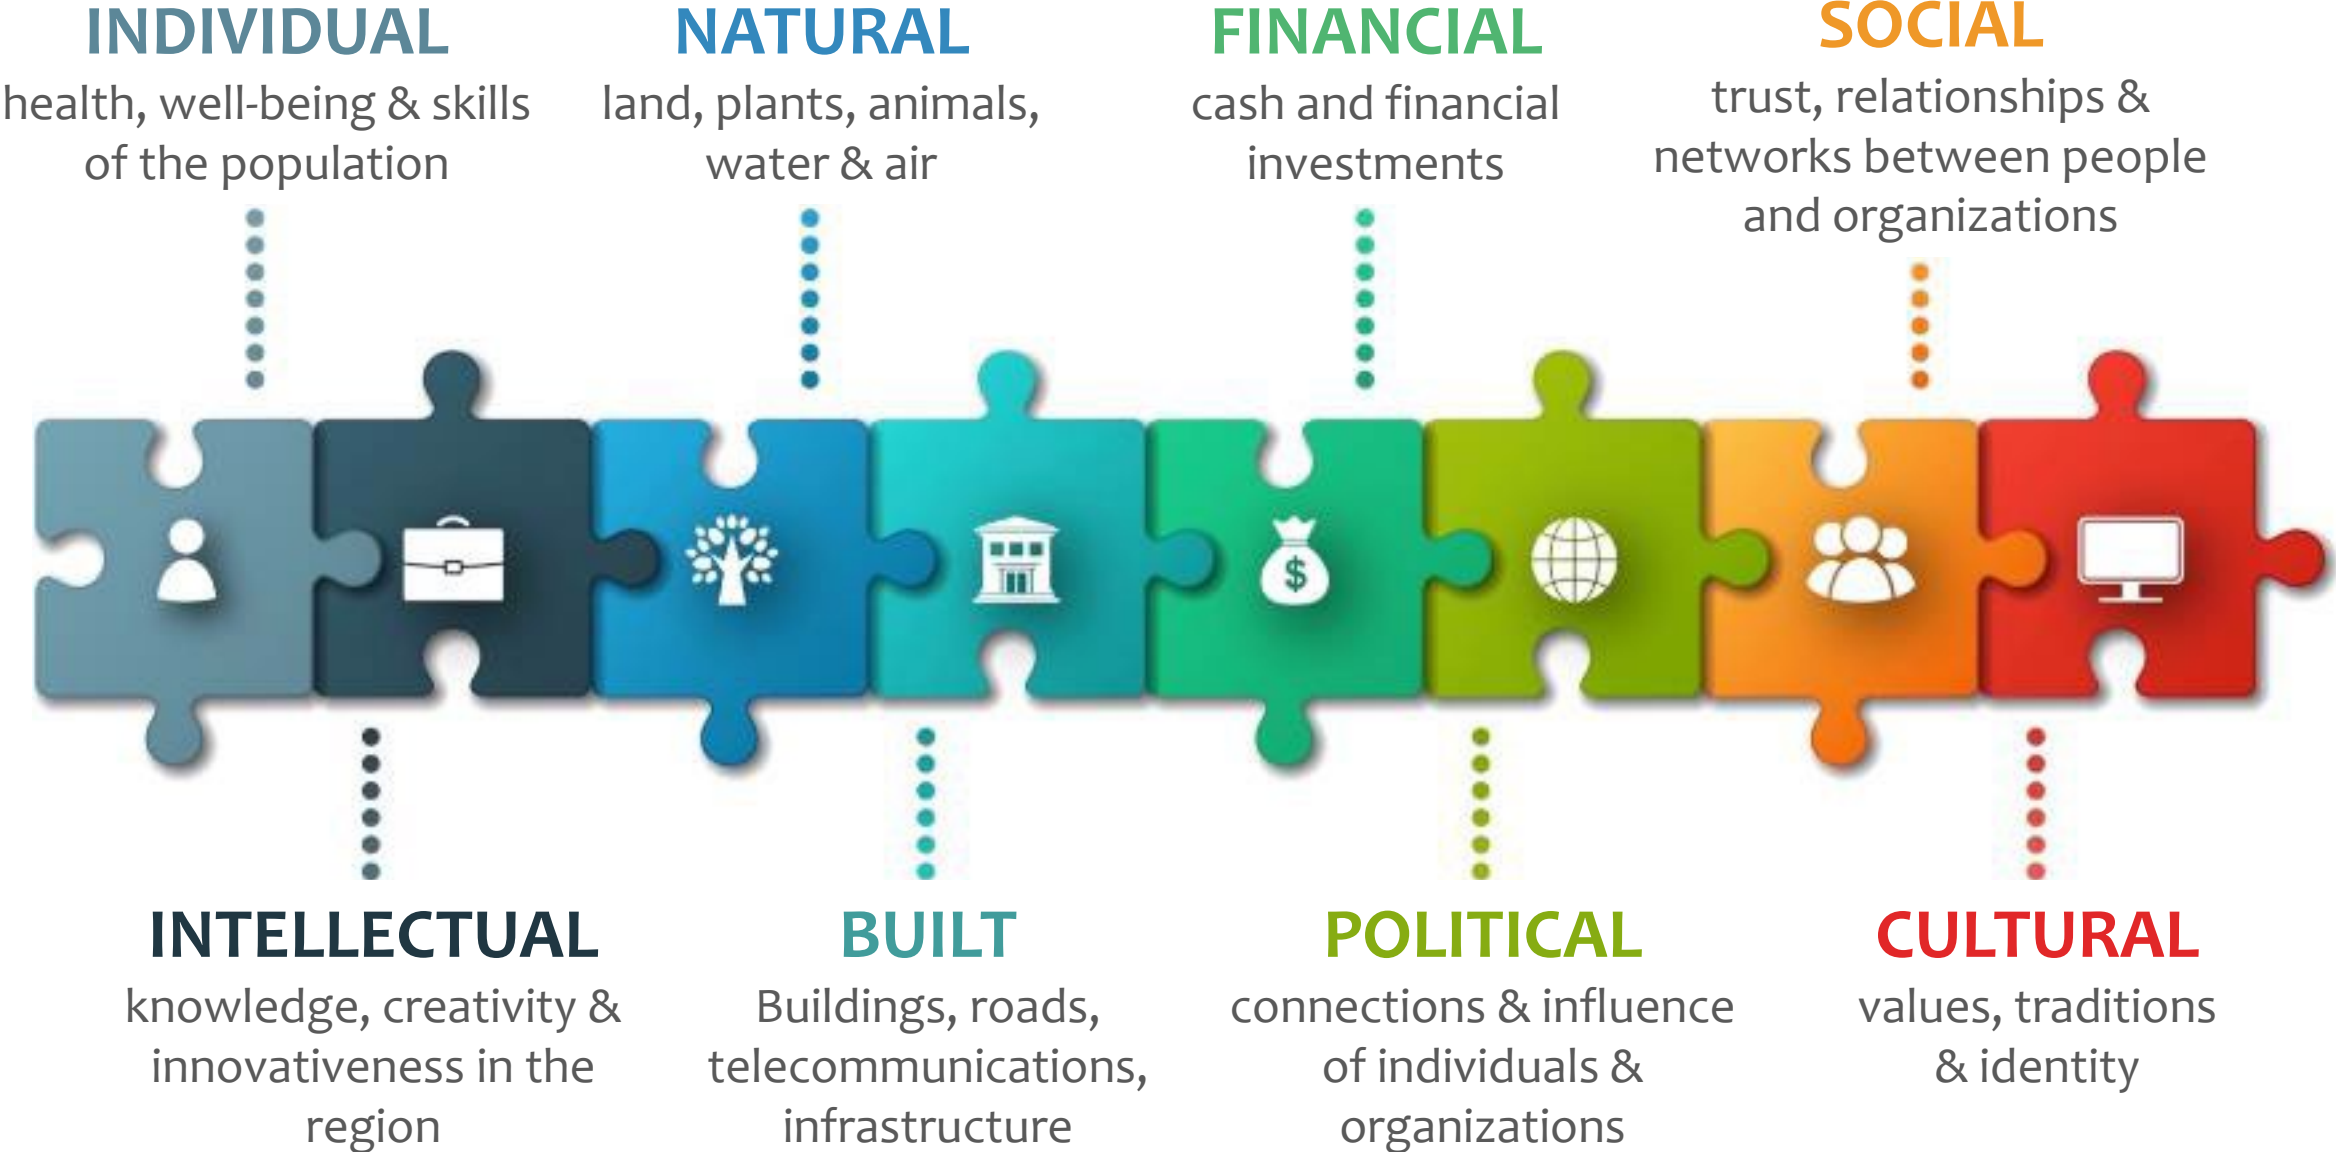 INDIVIDUAL
health, well-being & skills
of the population
NATURAL
land, plants, animals,
water & air
FINANCIAL
cash and financial
investments
SOCIAL
trust, relationships &
networks between people
and organizations
$
INTELLECTUAL
knowledge, creativity &
innovativeness in the
region
BUILT
Buildings, roads,
telecommunications,
infrastructure
POLITICAL
connections & influence
of individuals &
organizations
CULTURAL
values, traditions
& identity